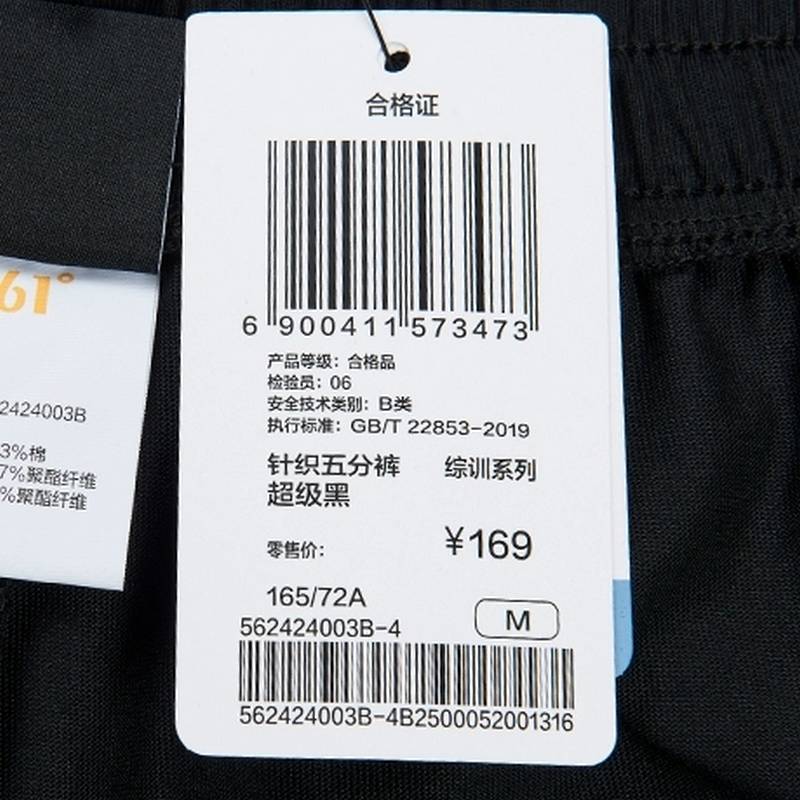 合格证
6 900411 573473
产品等级：合格品
检验员：06
安全技术类别：B类
执行标准：GB/T 22853-2019
针织五分裤 综训系列
超级黑
零售价： ¥169
165/72A
M
562424003B-4
562424003B-4B2500052001316
61°
2424003B
3%棉
7%聚酯纤维
%聚酯纤维